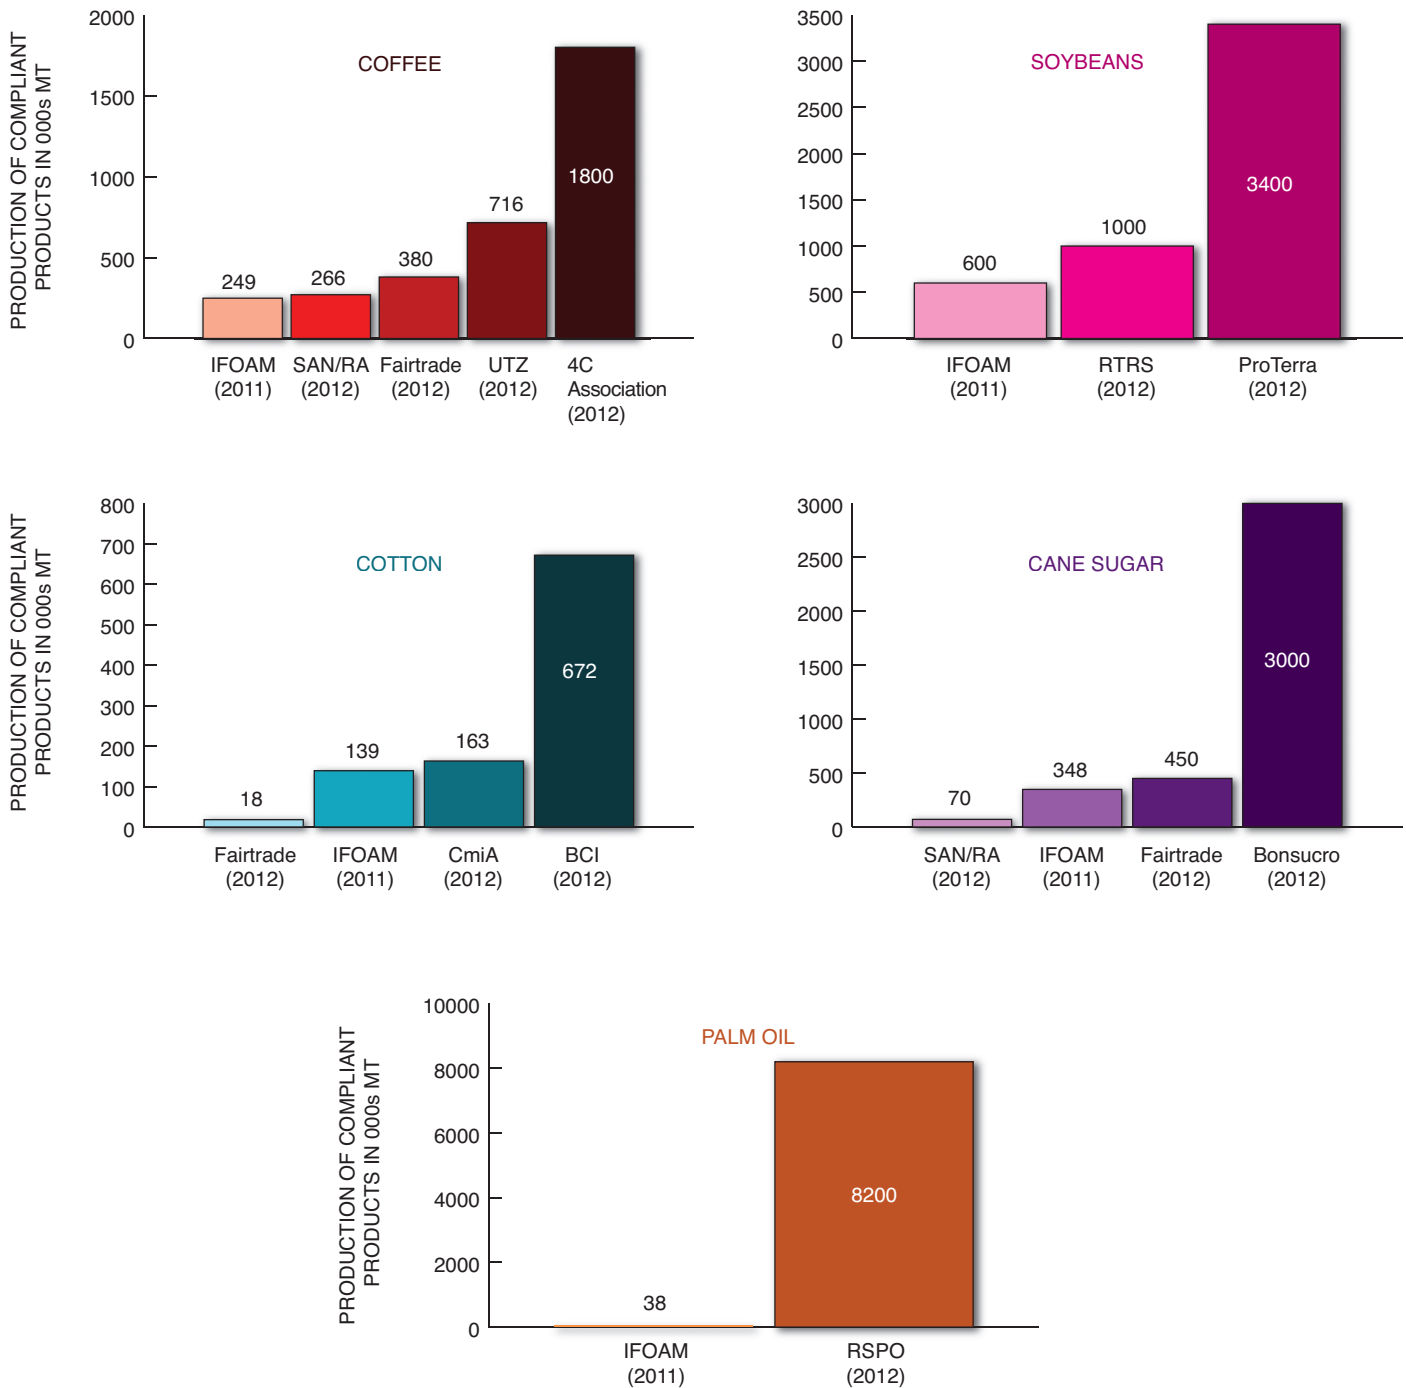 PRODUCTION OF COMPLIANT
PRODUCTS IN 000s MT
2000
1500
1000
500
0
COFFEE
249
266
380
716
1800
IFOAM
(2011)
SAN/RA
(2012)
Fairtrade
(2012)
UTZ
(2012)
4C
Association
(2012)
3500
3000
2500
2000
1500
1000
500
0
SOYBEANS
600
1000
3400
IFOAM
(2011)
RTRS
(2012)
ProTerra
(2012)
PRODUCTION OF COMPLIANT
PRODUCTS IN 000s MT
800
700
600
500
400
300
200
100
0
COTTON
18
139
163
672
Fairtrade
(2012)
IFOAM
(2011)
CmiA
(2012)
BCI
(2012)
3000
2500
2000
1500
1000
500
0
CANE SUGAR
70
348
450
3000
SAN/RA
(2012)
IFOAM
(2011)
Fairtrade
(2012)
Bonsucro
(2012)
PRODUCTION OF COMPLIANT
PRODUCTS IN 000s MT
10000
8000
6000
4000
2000
0
PALM OIL
38
8200
IFOAM
(2011)
RSPO
(2012)